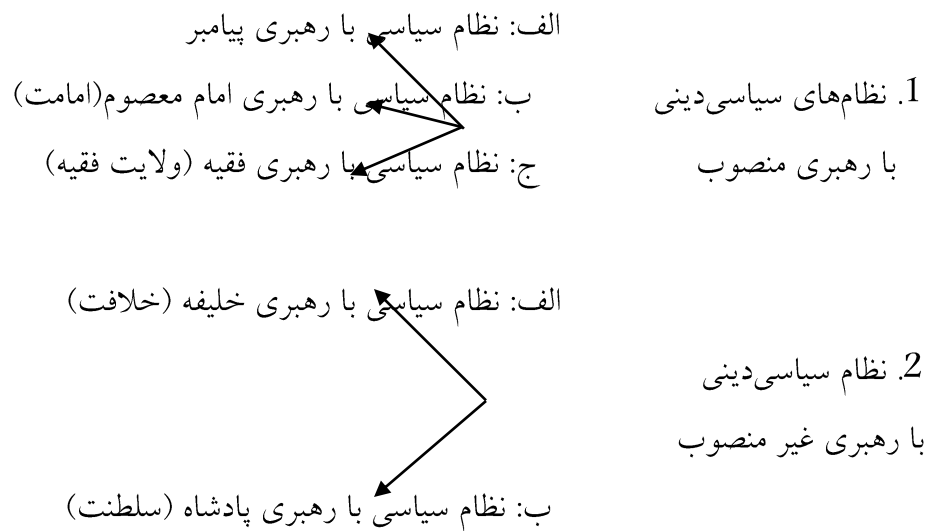 الف: نظام سیاسی با رهبری پیامبر
1. نظام‌های سیاسی‌دینی
ب: نظام سیاسی با رهبری امام معصوم(امامت)
با رهبری منصوب
ج: نظام سیاسی با رهبری فقیه (ولایت فقیه)
الف: نظام سیاسی با رهبری خلیفه (خلافت)
2. نظام سیاسی‌دینی
با رهبری غیر منصوب
ب: نظام سیاسی با رهبری پادشاه (سلطنت)